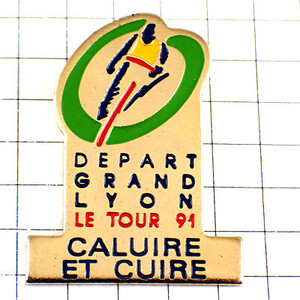 DEPART
GRAND
LYON
LE TOUR 91
CALUIRE
ET CUIRE